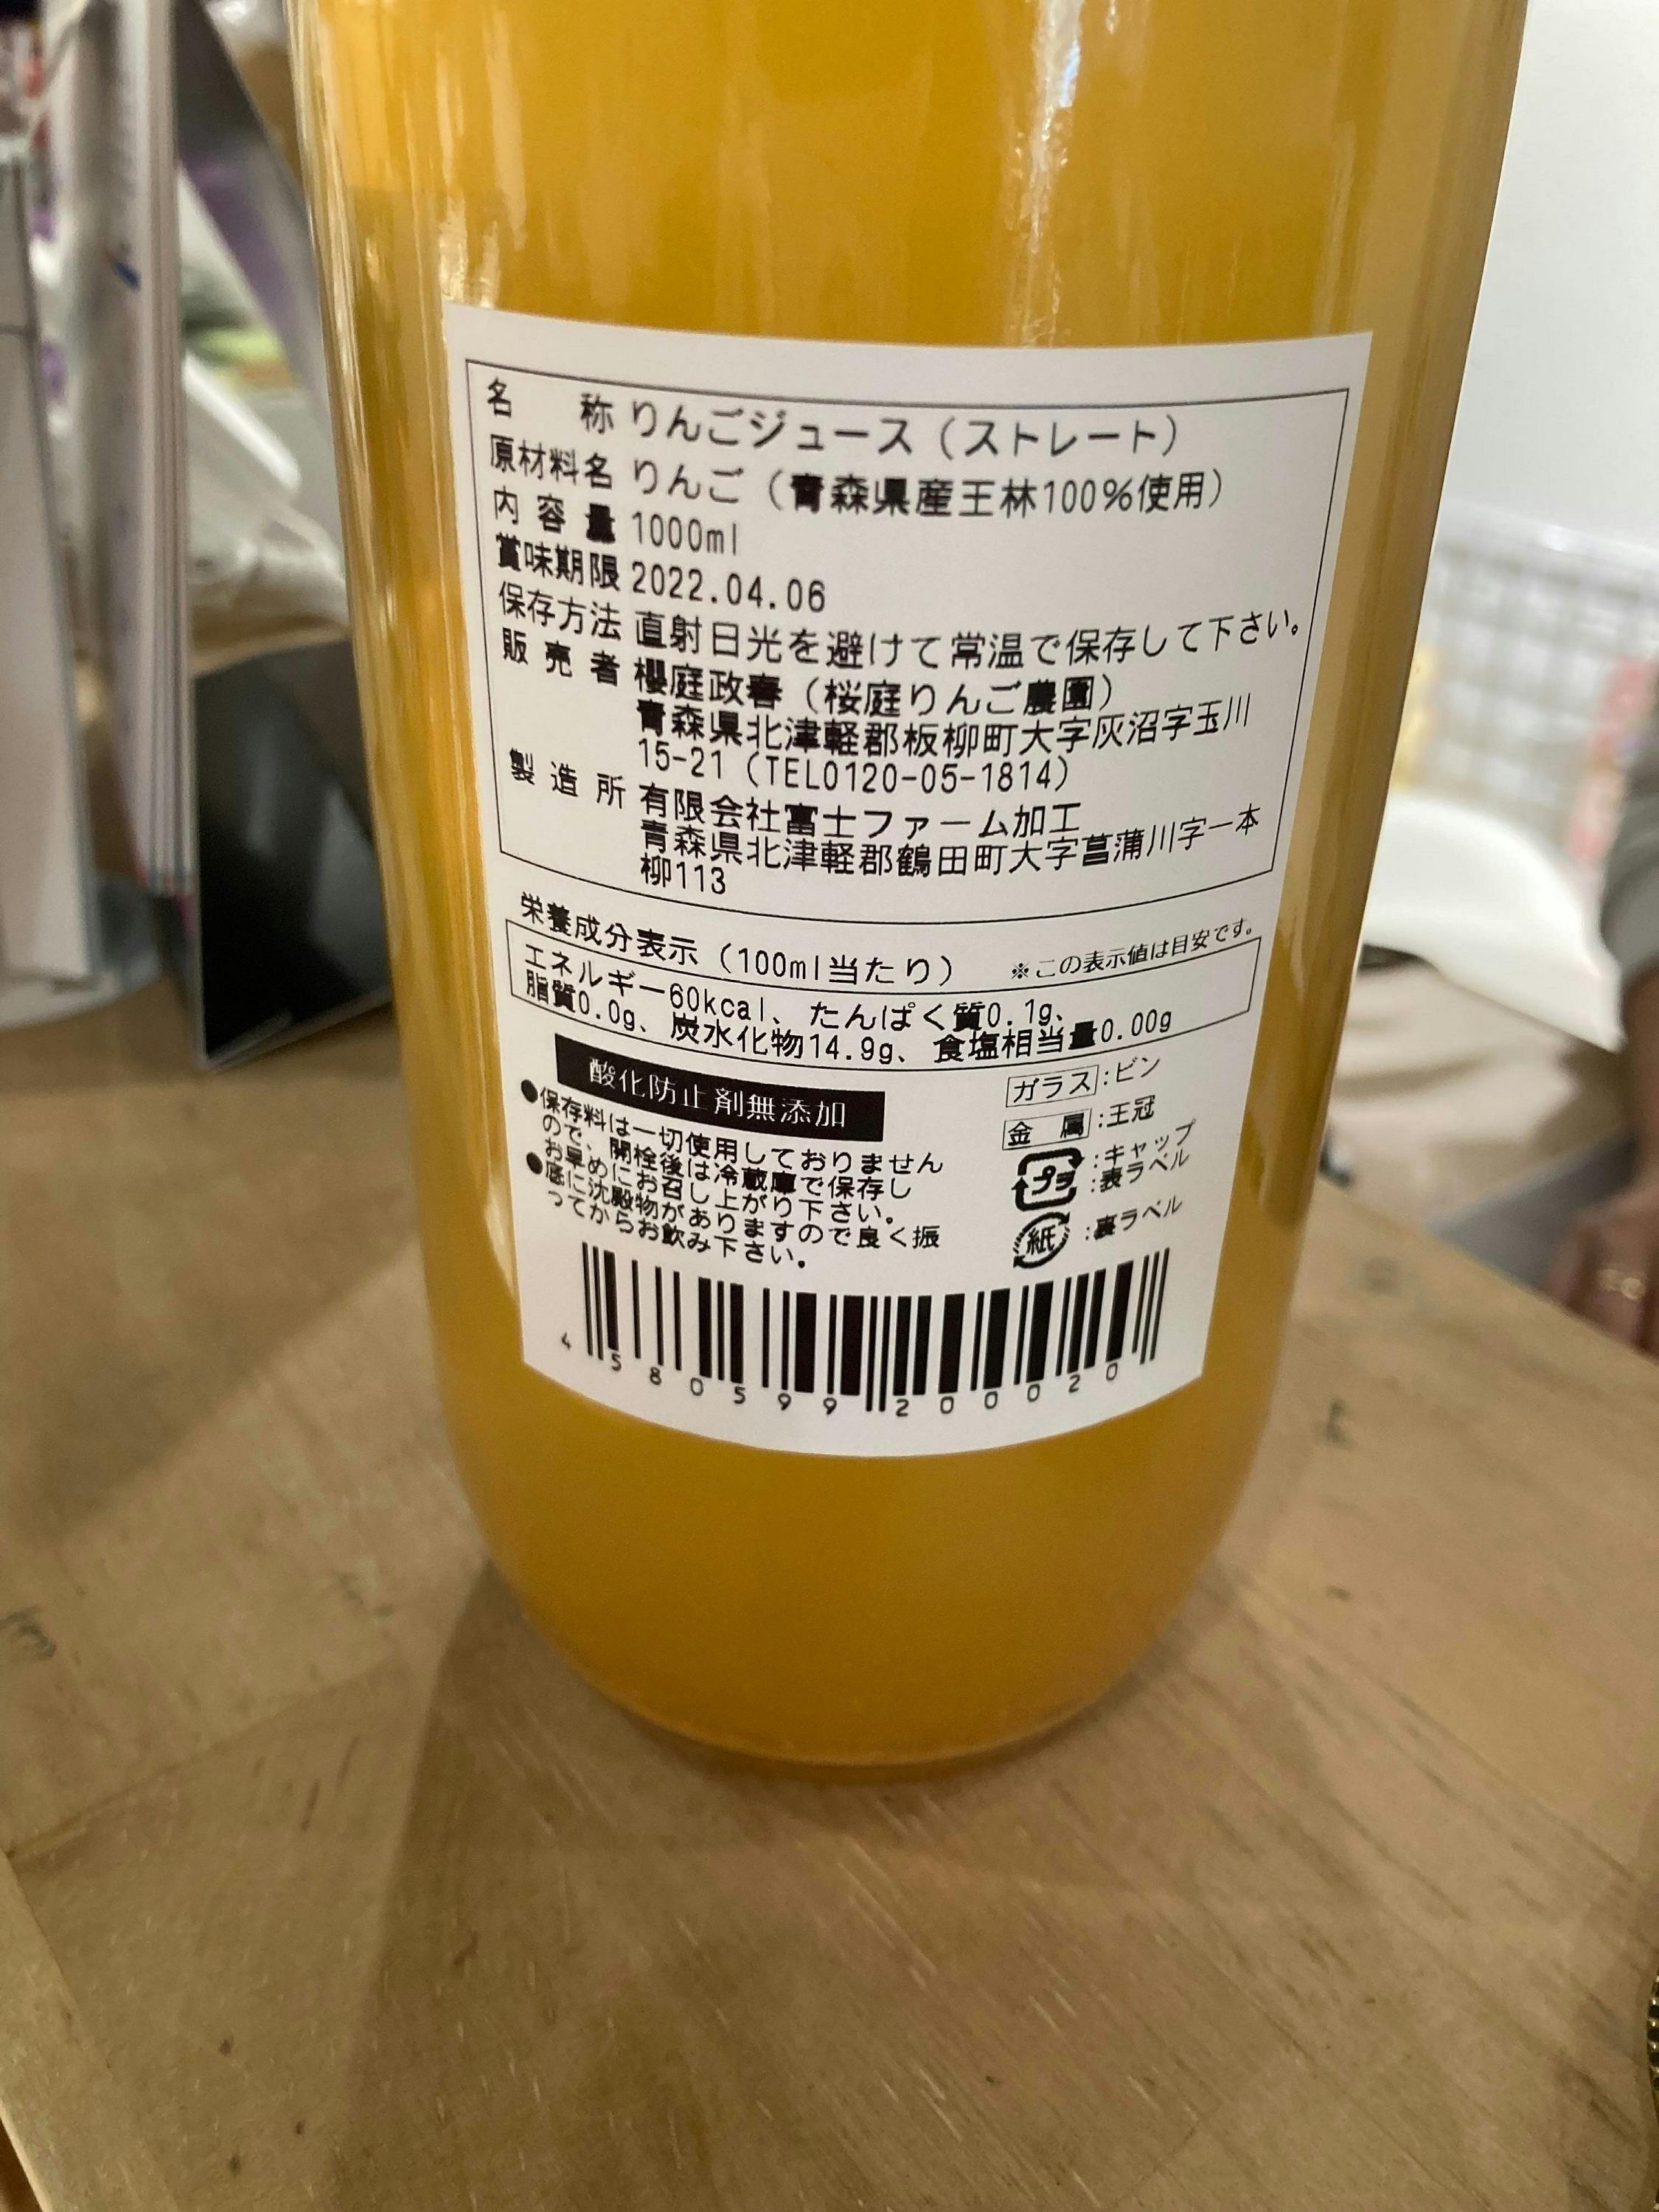 名 称 りんごジュース（ストレート）
原材料名 りんご（青森県産王林100％使用）
内容量 1000ml
賞味期限 2022.04.06
保存方法 直射日光を避けて常温で保存して下さい。
販売者 櫻庭政春（桜庭りんご農園）
青森県北津軽郡板柳町大字灰沼字玉川
15-21（TEL0120-05-1814）
製造所 有限会社富士ファーム加工
青森県北津軽郡鶴田町大字菖蒲川字一本
柳113
栄養成分表示（100ml当たり） ※この表示値は目安です。
エネルギー60kcal、たんぱく質0.1g、
脂質0.0g、炭水化物14.9g、食塩相当量0.00g
酸化防止剤無添加
●保存料は一切使用しておりません
ので、開栓後は冷蔵庫で保存し
お早めにお召し上がり下さい。
●底に沈殿物がありますので良く振
ってからお飲み下さい。
ガラス：ビン
金属：王冠
プラ：キャップ
：表ラベル
紙：裏ラベル
4 580599 200020